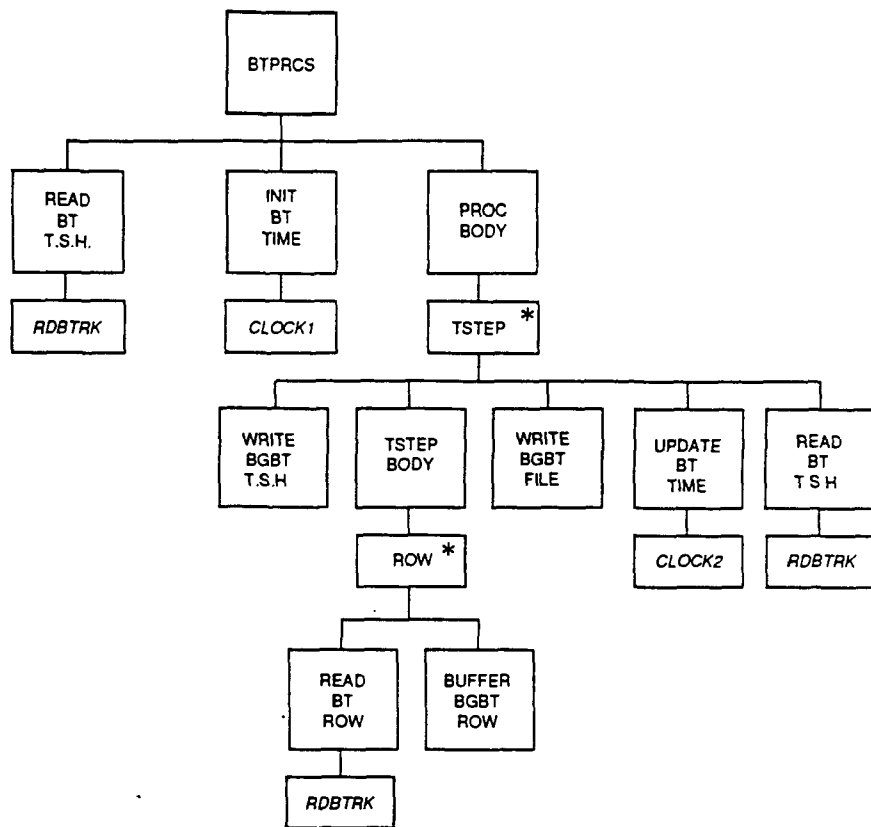 BTPRCS
READ
BT
T.S.H.
INIT
BT
TIME
PROC
BODY
RDBTRK
CLOCK1
TSTEP *
WRITE
BGBT
T.S.H
TSTEP
BODY
WRITE
BGBT
FILE
UPDATE
BT
TIME
READ
BT
T S H
ROW *
CLOCK2
RDBTRK
READ
BT
ROW
BUFFER
BGBT
ROW
RDBTRK